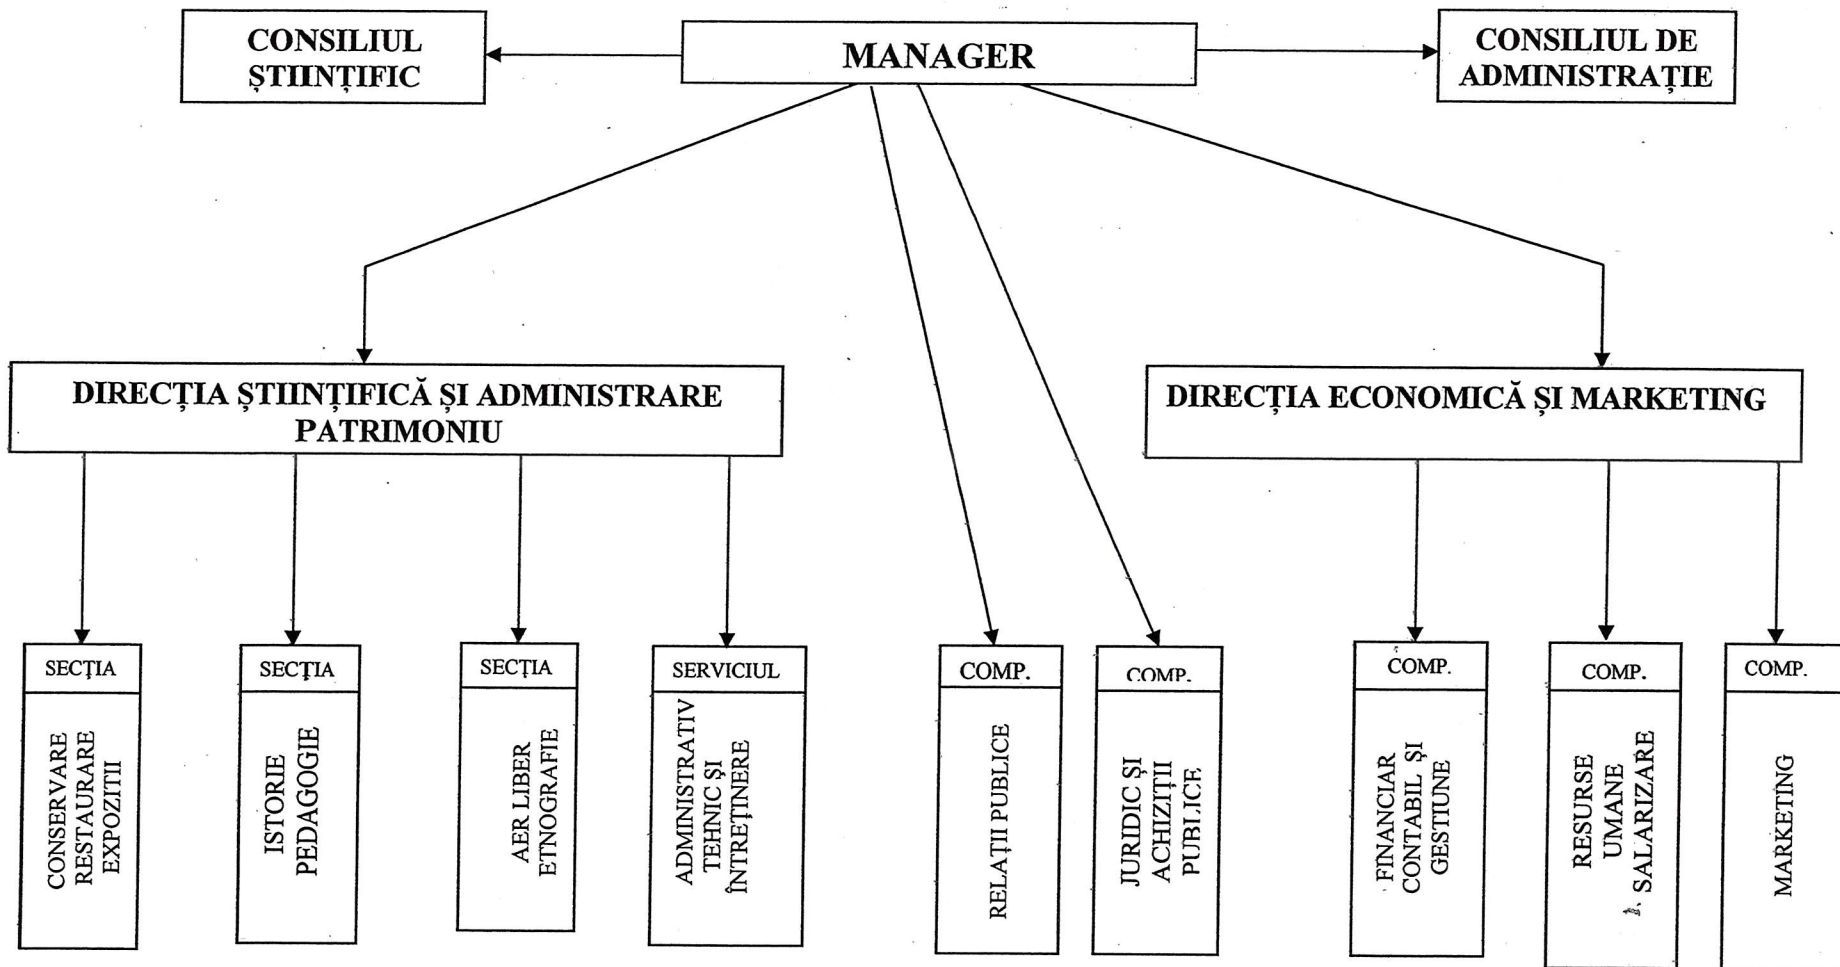 CONSILIUL
ȘTIINȚIFIC
MANAGER
CONSILIUL DE
ADMINISTRAȚIE
DIRECȚIA ȘTIINȚIFICĂ ȘI ADMINISTRARE
PATRIMONIU
DIRECȚIA ECONOMICĂ ȘI MARKETING
SECȚIA
CONSERVARE
RESTAURARE
EXPOZITII
SECȚIA
ISTORIE
PEDAGOGIE
SECȚIA
AER LIBER
ETNOGRAFIE
SERVICIUL
ADMINISTRATIV
TEHNIC ȘI
ÎNTREȚINERE
COMP.
RELAȚII PUBLICE
COMP.
JURIDIC ȘI
ACHIZIȚII
PUBLICE
COMP.
FINANCIAR
CONTABIL ȘI
GESTIUNE
COMP.
RESURSE
UMANE
SALARIZARE
COMP.
MARKETING